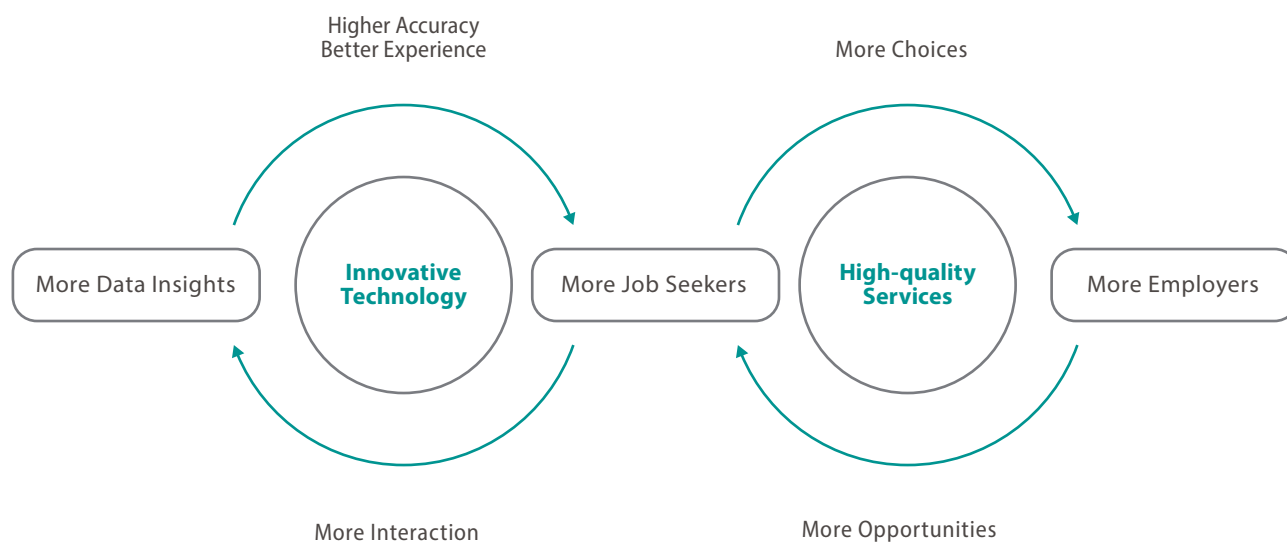 Higher Accuracy
Better Experience
More Choices
More Data Insights
Innovative
Technology
More Job Seekers
High-quality
Services
More Employers
More Interaction
More Opportunities